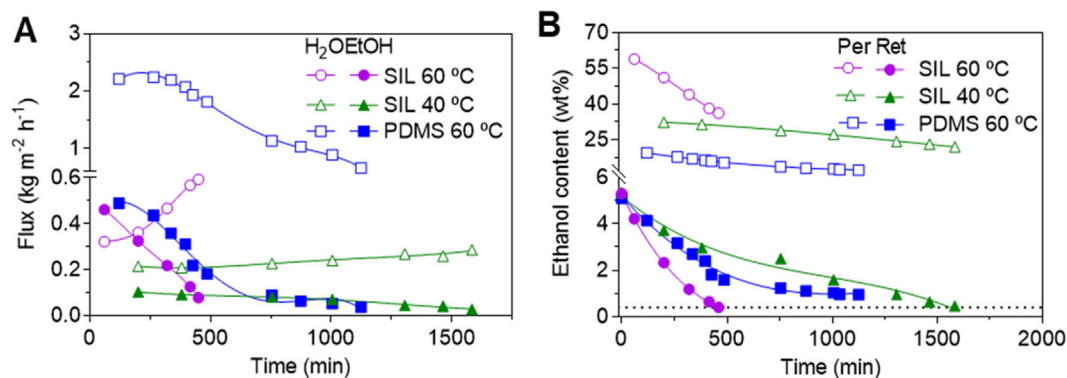 A
H₂OEtOH
SIL 60 ºC
SIL 40 ºC
PDMS 60 ºC
Flux (kg m⁻² h⁻¹)
3
2
1
0.6
0.4
0.2
0.0
0
500
1000
1500
Time (min)
B
Per Ret
SIL 60 ºC
SIL 40 ºC
PDMS 60 ºC
Ethanol content (wt%)
70
55
40
25
6
4
2
0
0
500
1000
1500
2000
Time (min)